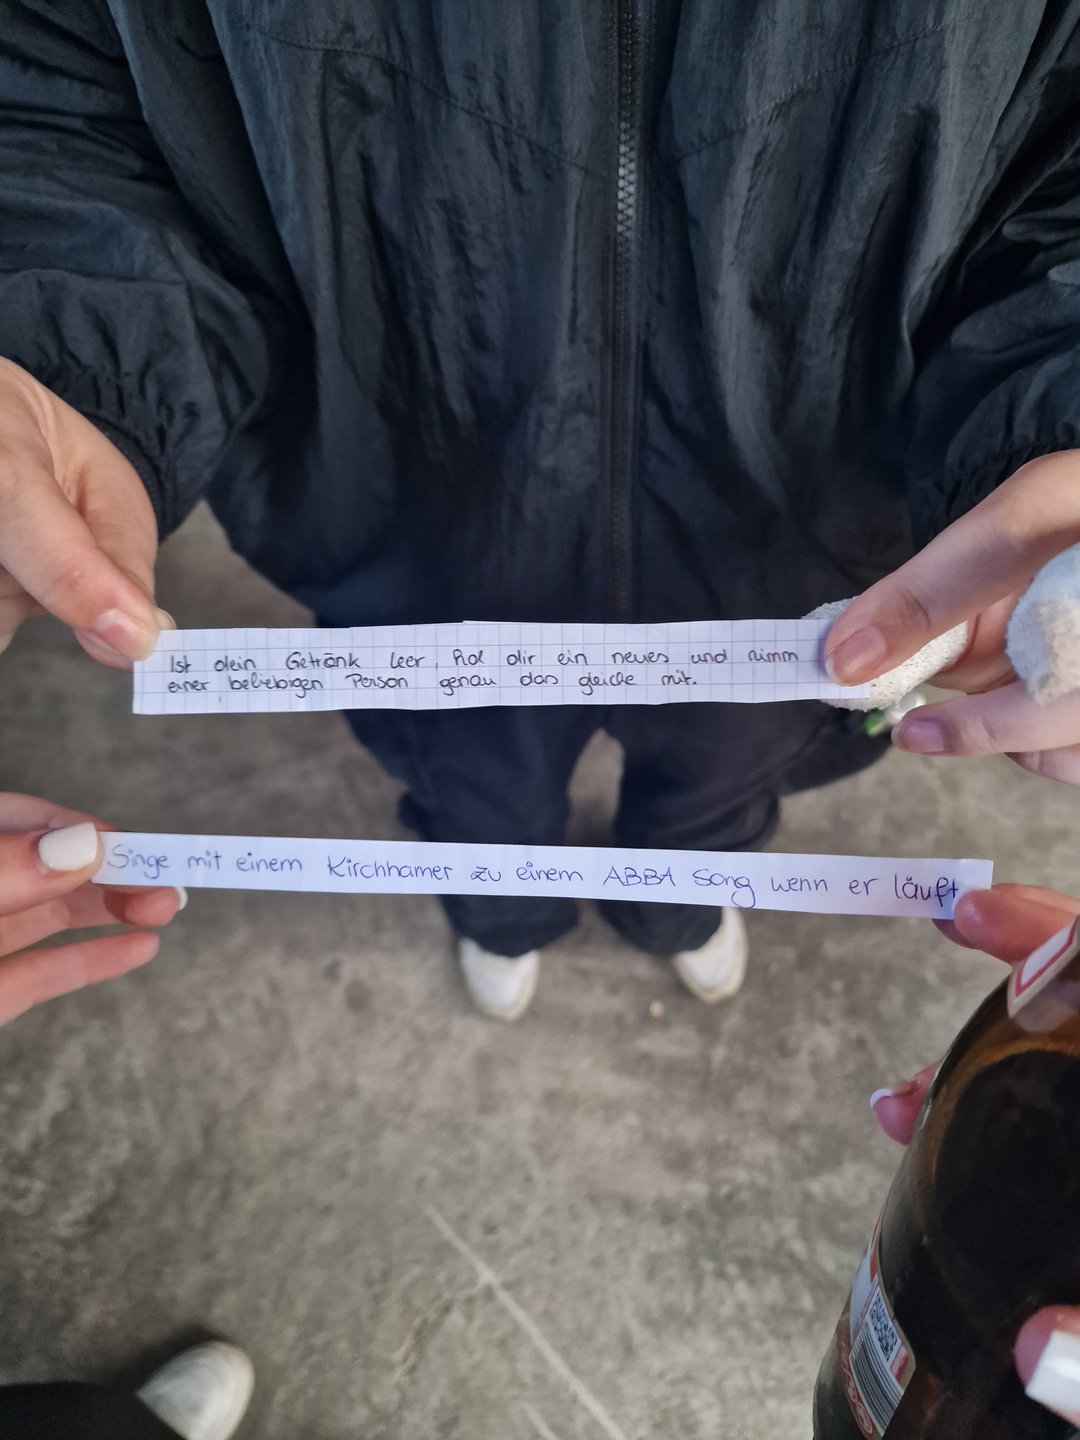 Ist dein Getränk leer, hol dir ein neues und nimm
einer beliebigen Person genau das gleiche mit.
Singe mit einem Kirchhamer zu einem ABBA Song wenn er läuft